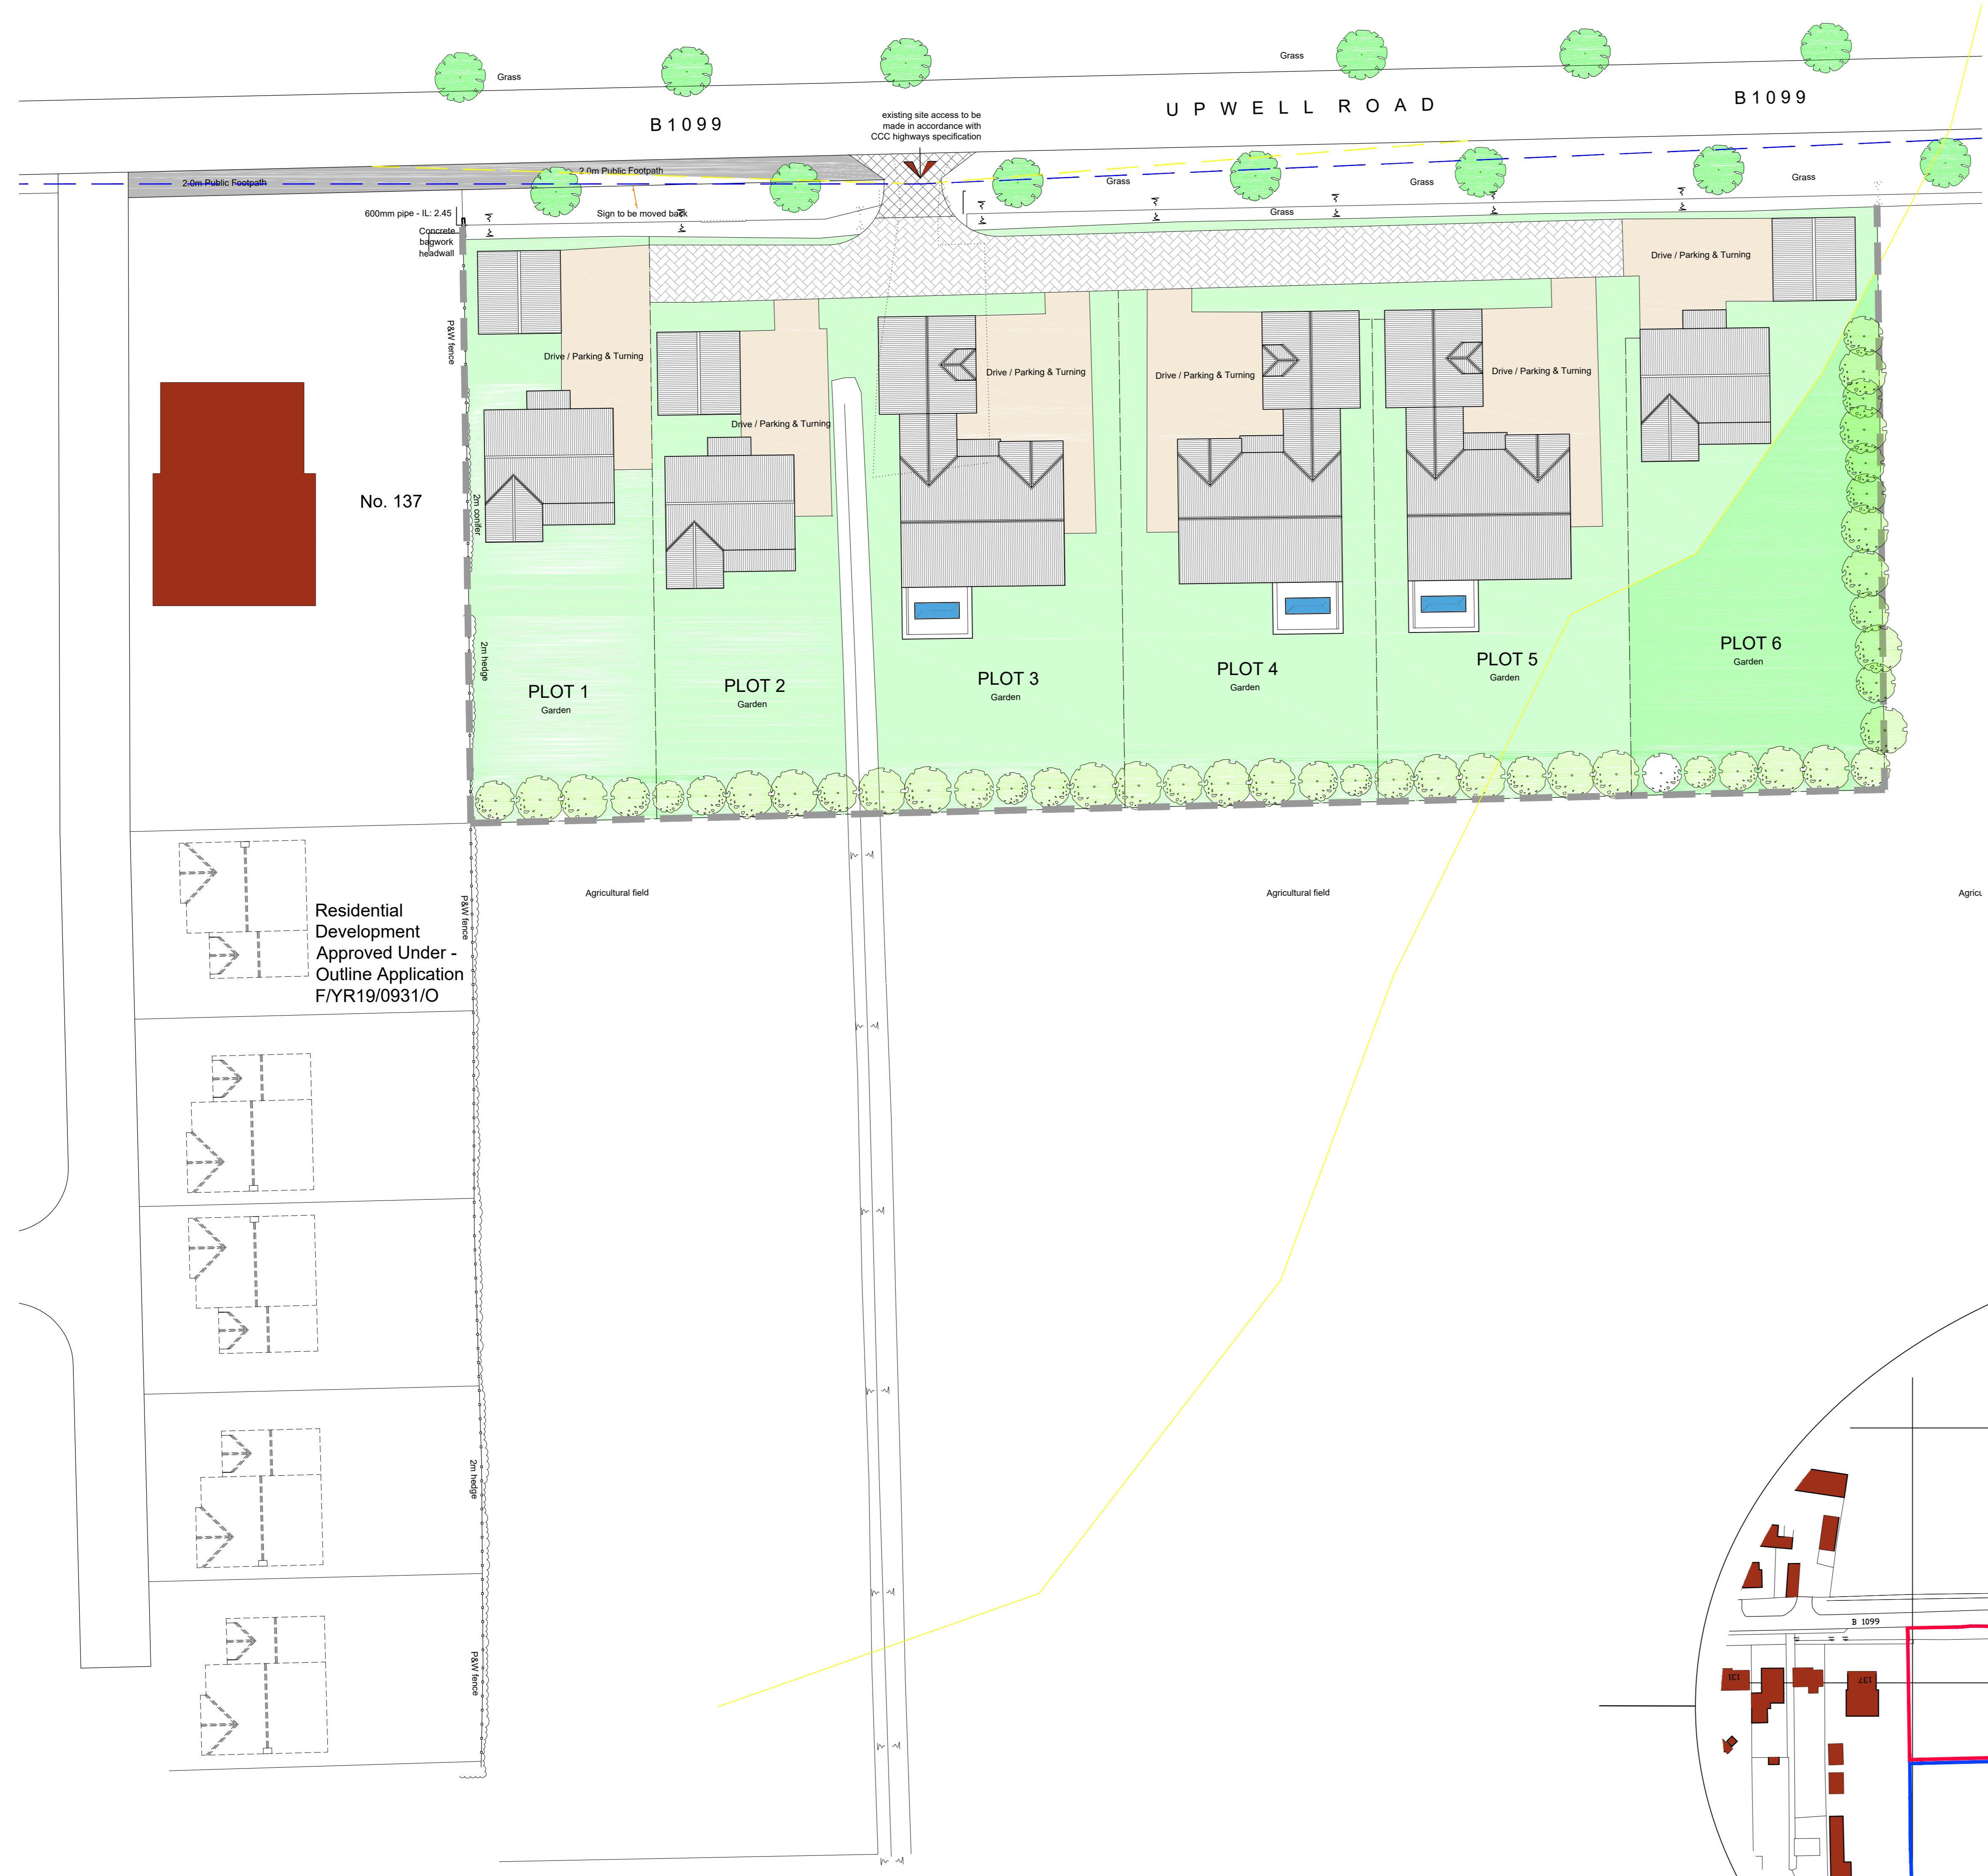 Grass
Grass
B1099
existing site access to be
made in accordance with
CCC highways specification
UPWELL ROAD
B1099
2.0m Public Footpath
2.0m Public Footpath
Sign to be moved back
Grass
Grass
Grass
Grass
600mm pipe - IL: 2.45
Concrete
bagwork
headwall
P&W fence
2m conifer
2m hedge
No. 137
Drive / Parking & Turning
Drive / Parking & Turning
Drive / Parking & Turning
Drive / Parking & Turning
Drive / Parking & Turning
Drive / Parking & Turning
PLOT 1
Garden
PLOT 2
Garden
PLOT 3
Garden
PLOT 4
Garden
PLOT 5
Garden
PLOT 6
Garden
Agricultural field
Agricultural field
Agricu
P&W fence
Residential
Development
Approved Under -
Outline Application
F/YR19/0931/O
2m hedge
P&W fence
B 1099
131
137